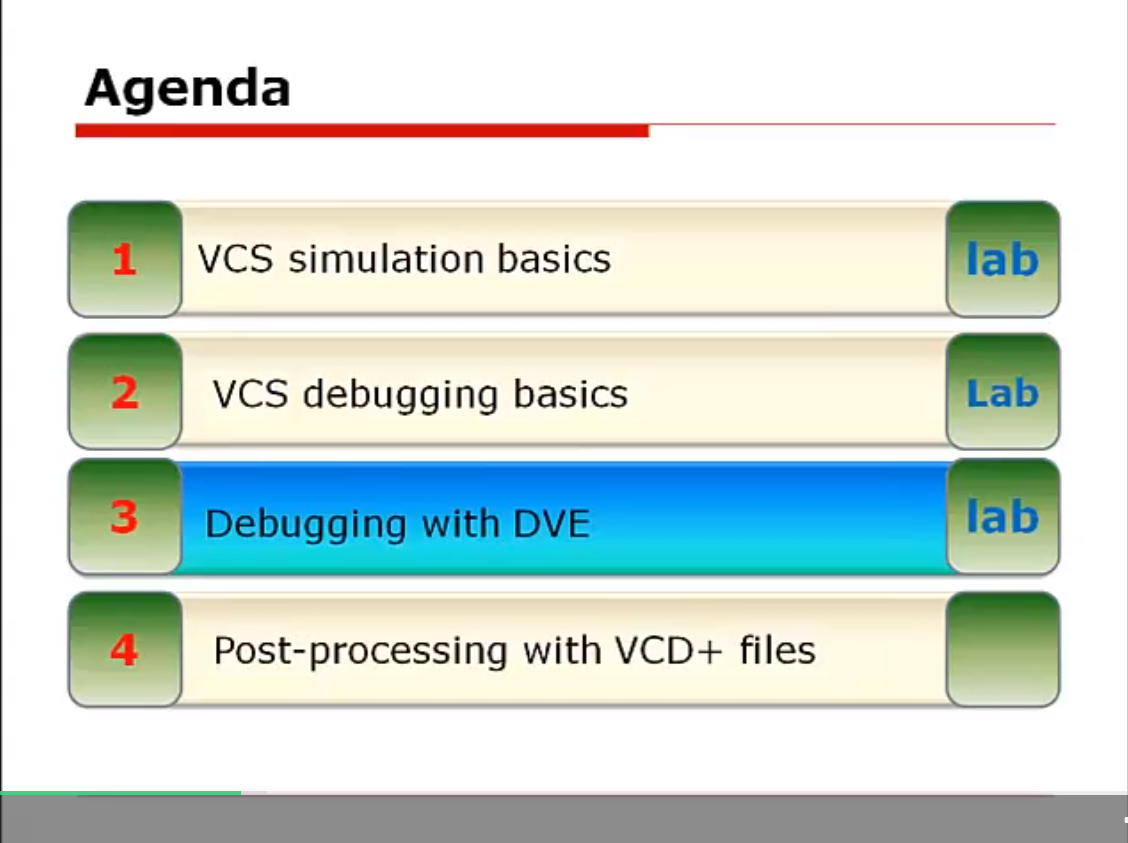 Agenda
1 VCS simulation basics lab
2 VCS debugging basics Lab
3 Debugging with DVE lab
4 Post-processing with VCD+ files